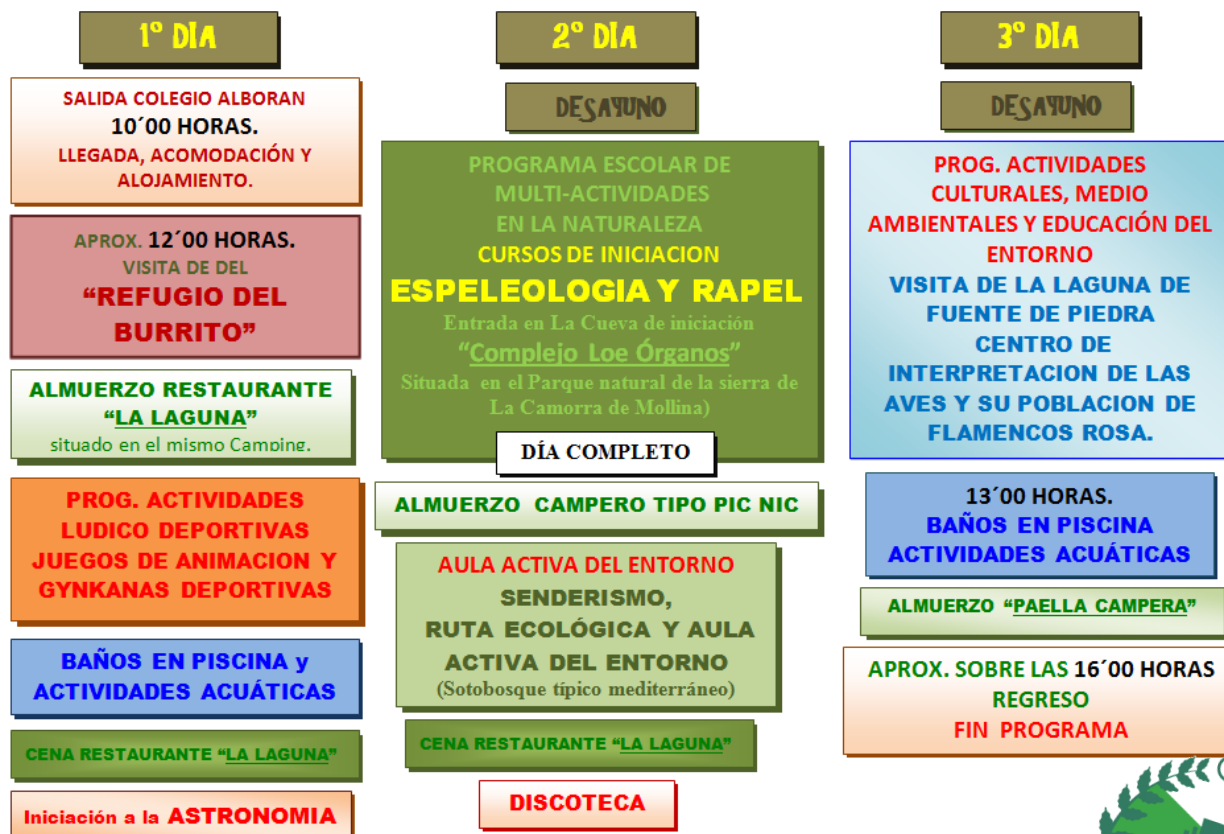 1º DIA
SALIDA COLEGIO ALBORAN
10´00 HORAS.
LLEGADA, ACOMODACIÓN Y
ALOJAMIENTO.
APROX. 12´00 HORAS.
VISITA DE DEL
“REFUGIO DEL
BURRITO”
ALMUERZO RESTAURANTE
“LA LAGUNA”
situado en el mismo Camping.
PROG. ACTIVIDADES
LUDICO DEPORTIVAS
JUEGOS DE ANIMACION Y
GYNKANAS DEPORTIVAS
BAÑOS EN PISCINA y
ACTIVIDADES ACUÁTICAS
CENA RESTAURANTE “LA LAGUNA”
Iniciación a la ASTRONOMIA
2º DIA
DESAYUNO
PROGRAMA ESCOLAR DE
MULTI-ACTIVIDADES
EN LA NATURALEZA
CURSOS DE INICIACION
ESPELEOLOGIA Y RAPEL
Entrada en La Cueva de iniciación
“Complejo Loe Órganos”
Situada en el Parque natural de la sierra de
La Camorra de Mollina)
DÍA COMPLETO
ALMUERZO CAMPERO TIPO PIC NIC
AULA ACTIVA DEL ENTORNO
SENDERISMO,
RUTA ECOLÓGICA Y AULA
ACTIVA DEL ENTORNO
(Sotobosque típico mediterráneo)
CENA RESTAURANTE “LA LAGUNA”
DISCOTECA
3º DIA
DESAYUNO
PROG. ACTIVIDADES
CULTURALES, MEDIO
AMBIENTALES Y EDUCACIÓN DEL
ENTORNO
VISITA DE LA LAGUNA DE
FUENTE DE PIEDRA
CENTRO DE
INTERPRETACION DE LAS
AVES Y SU POBLACION DE
FLAMENCOS ROSA.
13´00 HORAS.
BAÑOS EN PISCINA
ACTIVIDADES ACUÁTICAS
ALMUERZO “PAELLA CAMPERA”
APROX. SOBRE LAS 16´00 HORAS
REGRESO
FIN PROGRAMA